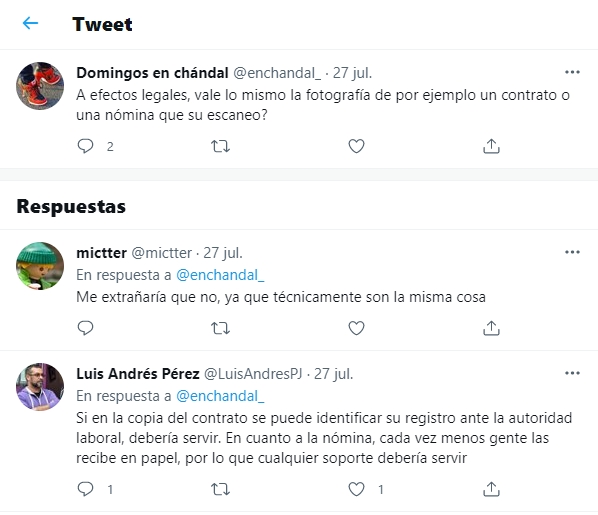 Tweet
Domingos en chándal @enchandal_ · 27 jul.
A efectos legales, vale lo mismo la fotografía de por ejemplo un contrato o
una nómina que su escaneo?
2
Respuestas
mictter @mictter · 27 jul.
En respuesta a @enchandal_
Me extrañaría que no, ya que técnicamente son la misma cosa
Luis Andrés Pérez @LuisAndresPJ · 27 jul.
En respuesta a @enchandal_
Si en la copia del contrato se puede identificar su registro ante la autoridad
laboral, debería servir. En cuanto a la nómina, cada vez menos gente las
recibe en papel, por lo que cualquier soporte debería servir
1 1